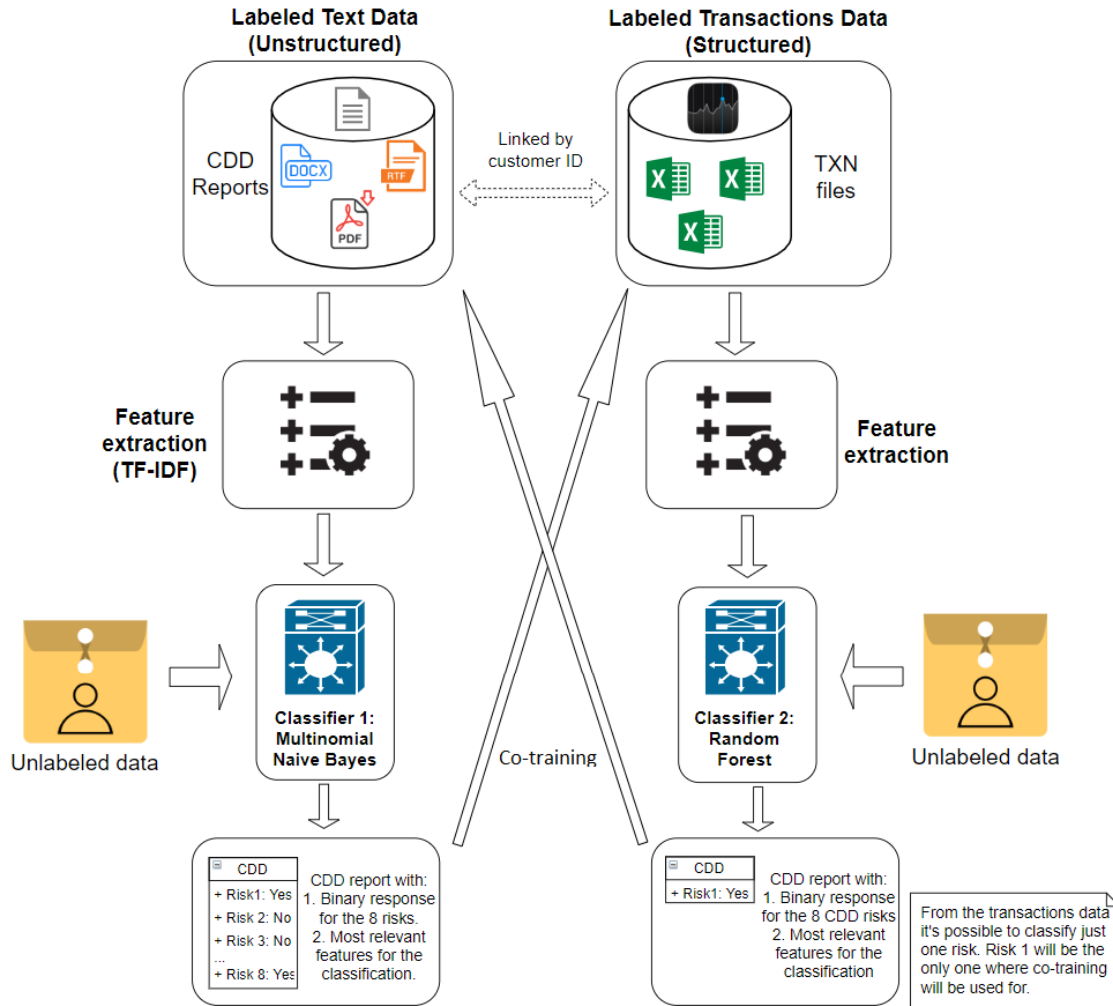 Labeled Text Data
(Unstructured)
Labeled Transactions Data
(Structured)
CDD
Reports
DOCX
RTF
PDF
Linked by
customer ID
X
X
X
TXN
files
Feature
extraction
(TF-IDF)
Feature
extraction
Unlabeled data
Classifier 1:
Multinomial
Naive Bayes
Co-training
Classifier 2:
Random
Forest
Unlabeled data
CDD
+ Risk1: Yes
+ Risk 2: No
+ Risk 3: No
...
+ Risk 8: Yes
CDD report with:
1. Binary response
for the 8 risks.
2. Most relevant
features for the
classification.
CDD
+ Risk1: Yes
CDD report with:
1. Binary response
for the 8 CDD risks
2. Most relevant
features for the
classification
From the transactions data
it's possible to classify just
one risk. Risk 1 will be the
only one where co-training
will be used for.